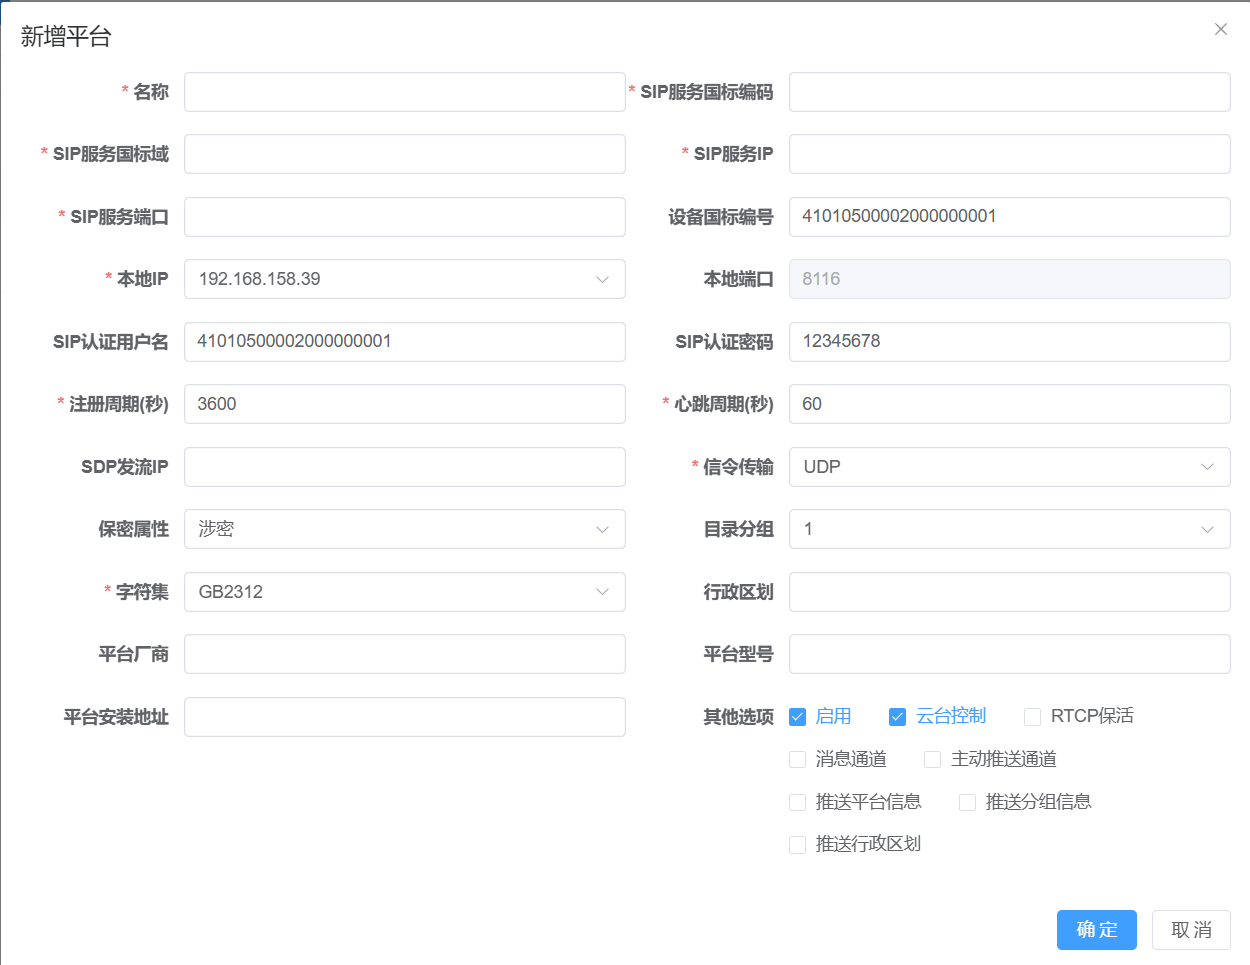 新增平台
* 名称
* SIP服务国标编码
* SIP服务国标域
* SIP服务IP
* SIP服务端口
设备国标编号 41010500002000000001
* 本地IP 192.168.158.39
本地端口 8116
SIP认证用户名 41010500002000000001
SIP认证密码 12345678
* 注册周期(秒) 3600
* 心跳周期(秒) 60
SDP发流IP
* 信令传输 UDP
保密属性 涉密
目录分组 1
* 字符集 GB2312
行政区划
平台厂商
平台型号
平台安装地址
其他选项 启用 云台控制 RTCP保活
消息通道 主动推送通道
推送平台信息 推送分组信息
推送行政区划
确定 取消